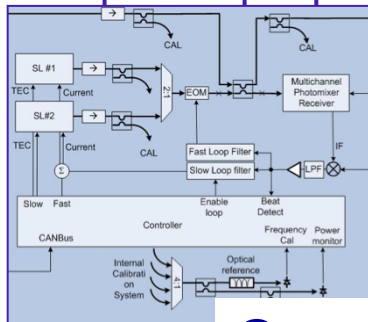 CAL
CAL
SL #1
TEC
Current
2:1
EOM
Multichannel
Photomixer
Receiver
SL#2
CAL
TEC
Current
Fast Loop Filter
IF
Σ
Slow Loop filter
LPF
Slow
Fast
Enable
loop
Beat
Detect
Controller
Frequency
Cal
Power
monitor
CANBus
Internal
Calibrati
on
System
4:1
Optical
reference